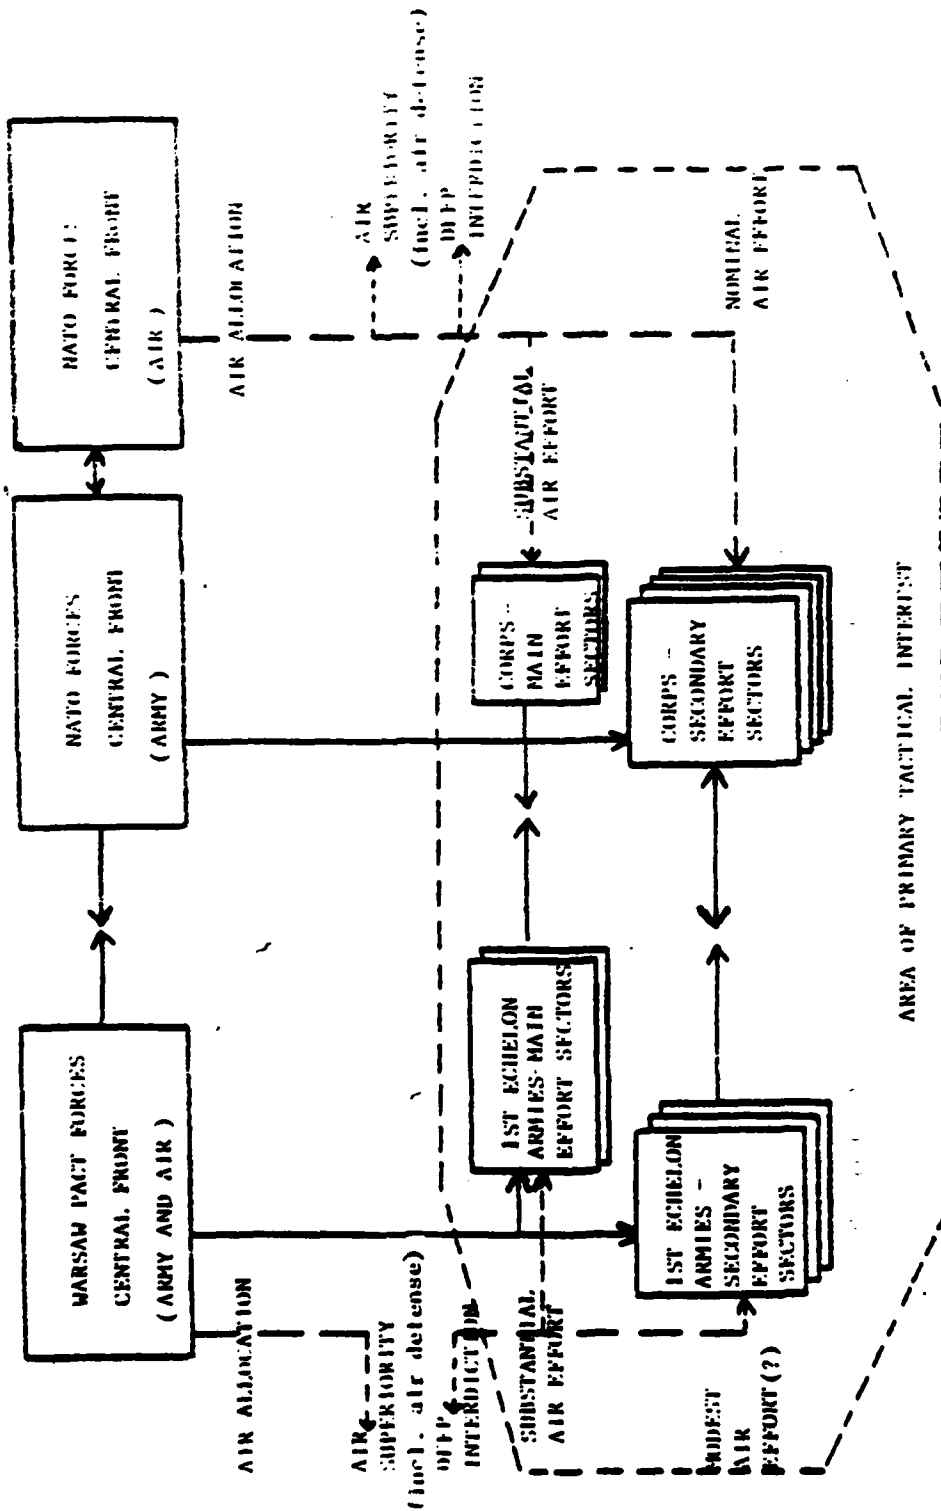 WARSAW PACT FORCES
CENTRAL FRONT
(ARMY AND AIR)
NATO FORCES
CENTRAL FRONT
(ARMY)
NATO FORCES
CENTRAL FRONT
(AIR)
AIR ALLOCATION
AIR
SUPERIORITY
(incl. air defense)
DEEP
INTERDICTION
AIR ALLOCATION
AIR
SUPERIORITY
(incl. air defense)
DEEP
INTERDICTION
SUBSTANTIAL
AIR EFFORT
1ST ECHELON
ARMIES-MAIN
EFFORT SECTORS
CORPS -
MAIN
EFFORT
SECTORS
SUBSTANTIAL
AIR EFFORT
MODEST
AIR
EFFORT(?)
1ST ECHELON
ARMIES -
SECONDARY
EFFORT
SECTORS
CORPS -
SECONDARY
EFFORT
SECTORS
NOMINAL
AIR EFFORT
AREA OF PRIMARY TACTICAL INTEREST